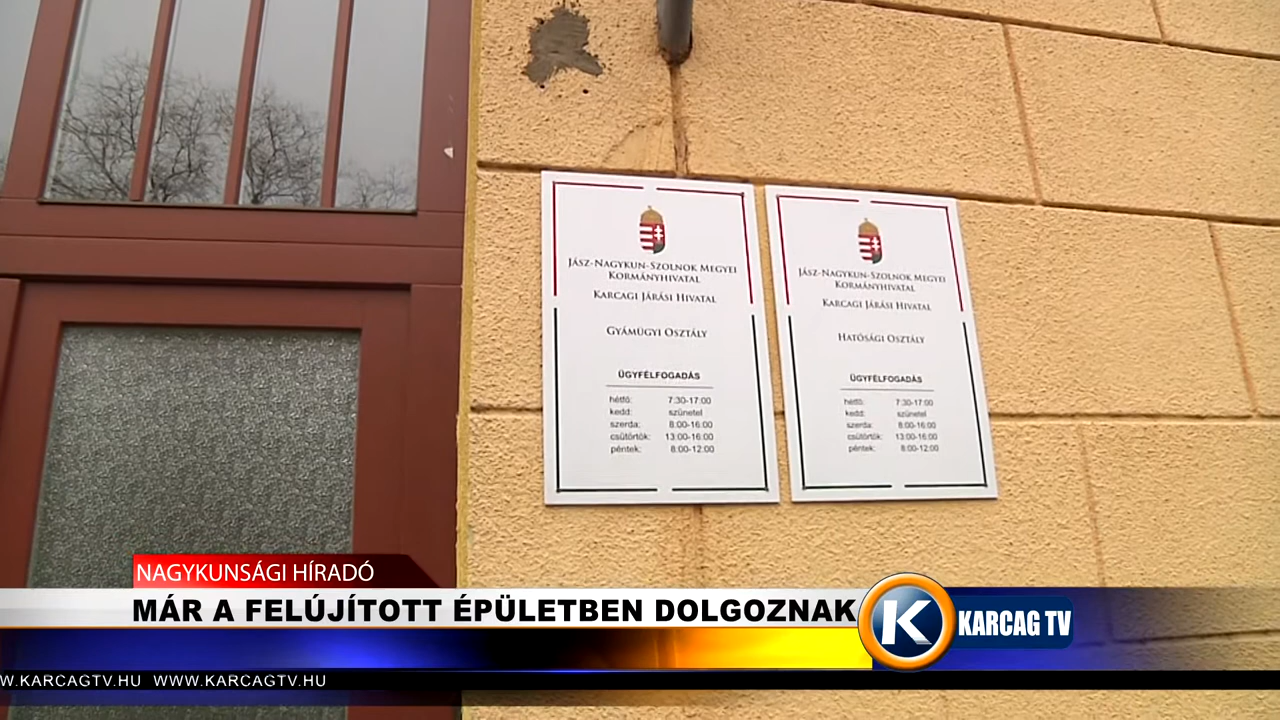 JÁSZ-NAGYKUN-SZOLNOK MEGYEI
KORMÁNYHIVATAL
KARCAGI JÁRÁSI HIVATAL
GYÁMÜGYI OSZTÁLY
ÜGYFÉLFOGADÁS
hétfő: 7:30-17:00
kedd: szünetel
szerda: 8:00-16:00
csütörtök: 13:00-16:00
péntek: 8:00-12:00
JÁSZ-NAGYKUN-SZOLNOK MEGYEI
KORMÁNYHIVATAL
KARCAGI JÁRÁSI HIVATAL
HATÓSÁGI OSZTÁLY
ÜGYFÉLFOGADÁS
hétfő: 7:30-17:00
kedd: szünetel
szerda: 8:00-16:00
csütörtök: 13:00-16:00
péntek: 8:00-12:00
NAGYKUNSÁGI HÍRADÓ
MÁR A FELÚJÍTOTT ÉPÜLETBEN DOLGOZNAK
K KARCAG TV
W.KARCAGTV.HU WWW.KARCAGTV.HU